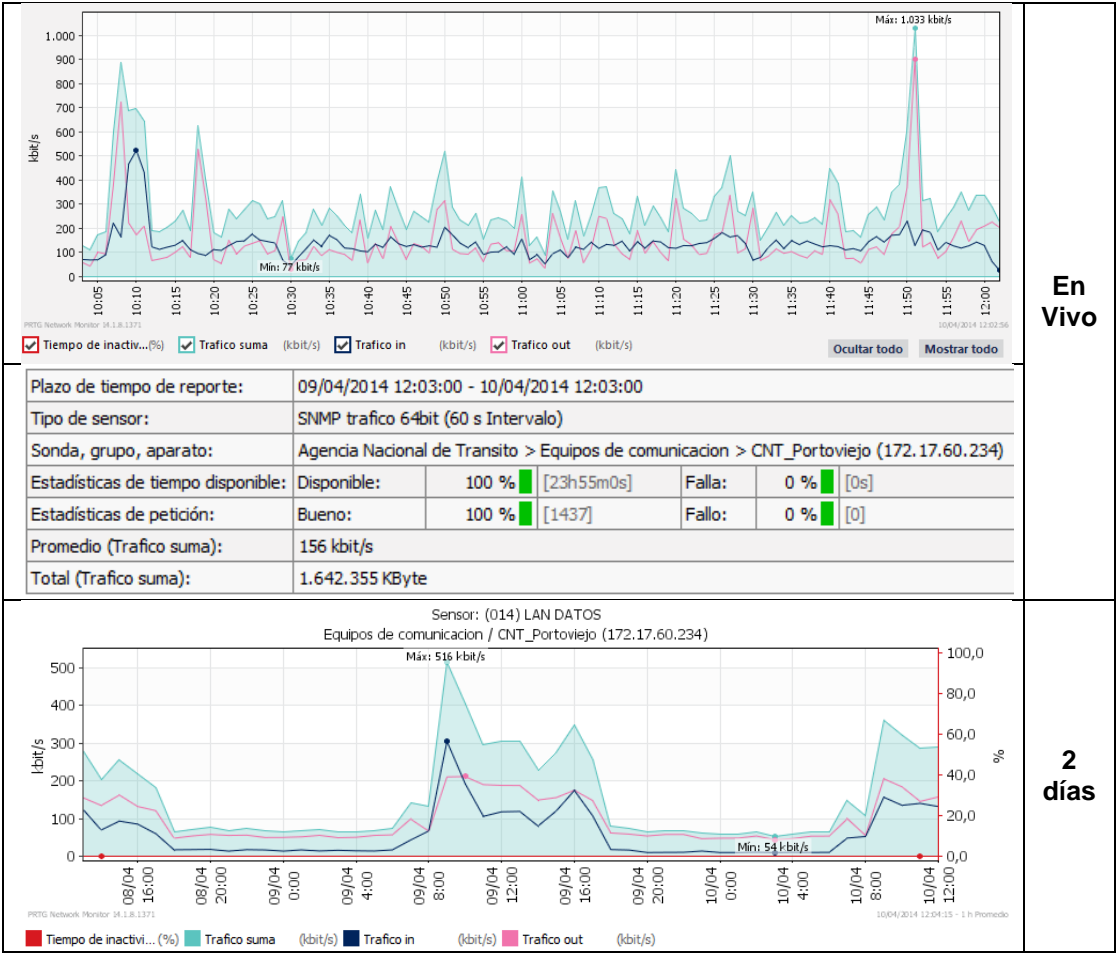 Máx: 1.033 kbit/s
1.000
900
800
700
600
500
400
300
200
100
0
kbit/s
Mín: 77 kbit/s
10:05 10:10 10:15 10:20 10:25 10:30 10:35 10:40 10:45 10:50 10:55 11:00 11:05 11:10 11:15 11:20 11:25 11:30 11:35 11:40 11:45 11:50 11:55 12:00
PRTG Network Monitor 14.1.8.1371 10/04/2014 12:02:56
Tiempo de inactiv...(%) Trafico suma (kbit/s) Trafico in (kbit/s) Trafico out (kbit/s)
Ocultar todo Mostrar todo
En
Vivo
Plazo de tiempo de reporte: 09/04/2014 12:03:00 - 10/04/2014 12:03:00
Tipo de sensor: SNMP trafico 64bit (60 s Intervalo)
Sonda, grupo, aparato: Agencia Nacional de Transito > Equipos de comunicacion > CNT_Portoviejo (172.17.60.234)
Estadísticas de tiempo disponible: Disponible: 100 % [23h55m0s] Falla: 0 % [0s]
Estadísticas de petición: Bueno: 100 % [1437] Fallo: 0 % [0]
Promedio (Trafico suma): 156 kbit/s
Total (Trafico suma): 1.642.355 KByte
Sensor: (014) LAN DATOS
Equipos de comunicacion / CNT_Portoviejo (172.17.60.234)
Máx: 516 kbit/s
500
400
300
200
100
0
kbit/s
100,0
80,0
60,0
40,0
20,0
0,0
%
Mín: 54 kbit/s
08/04 16:00 08/04 20:00 09/04 0:00 09/04 4:00 09/04 8:00 09/04 12:00 09/04 16:00 09/04 20:00 10/04 0:00 10/04 4:00 10/04 8:00 10/04 12:00
PRTG Network Monitor 14.1.8.1371 10/04/2014 12:04:15 - 1 h Promedio
Tiempo de inactivi... (%) Trafico suma (kbit/s) Trafico in (kbit/s) Trafico out (kbit/s)
2
días